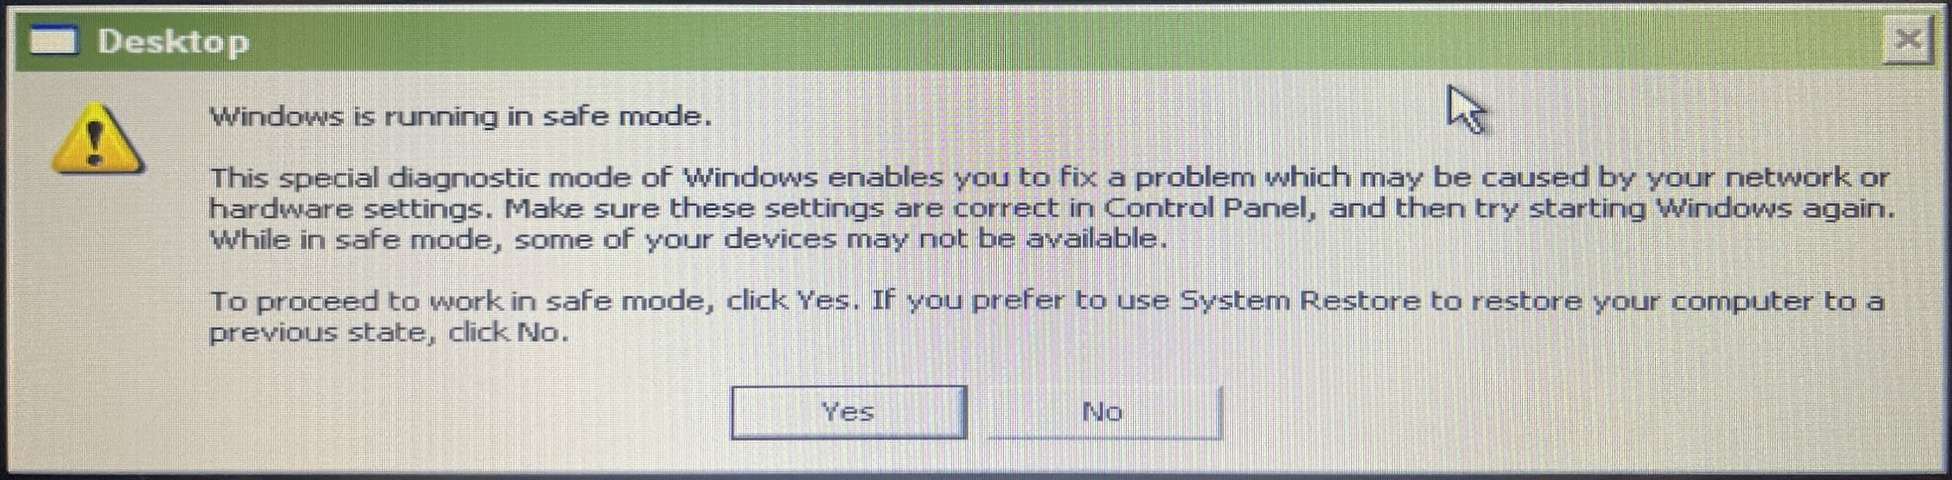 Desktop
Windows is running in safe mode.
This special diagnostic mode of Windows enables you to fix a problem which may be caused by your network or
hardware settings. Make sure these settings are correct in Control Panel, and then try starting Windows again.
While in safe mode, some of your devices may not be available.
To proceed to work in safe mode, click Yes. If you prefer to use System Restore to restore your computer to a
previous state, click No.
Yes
No